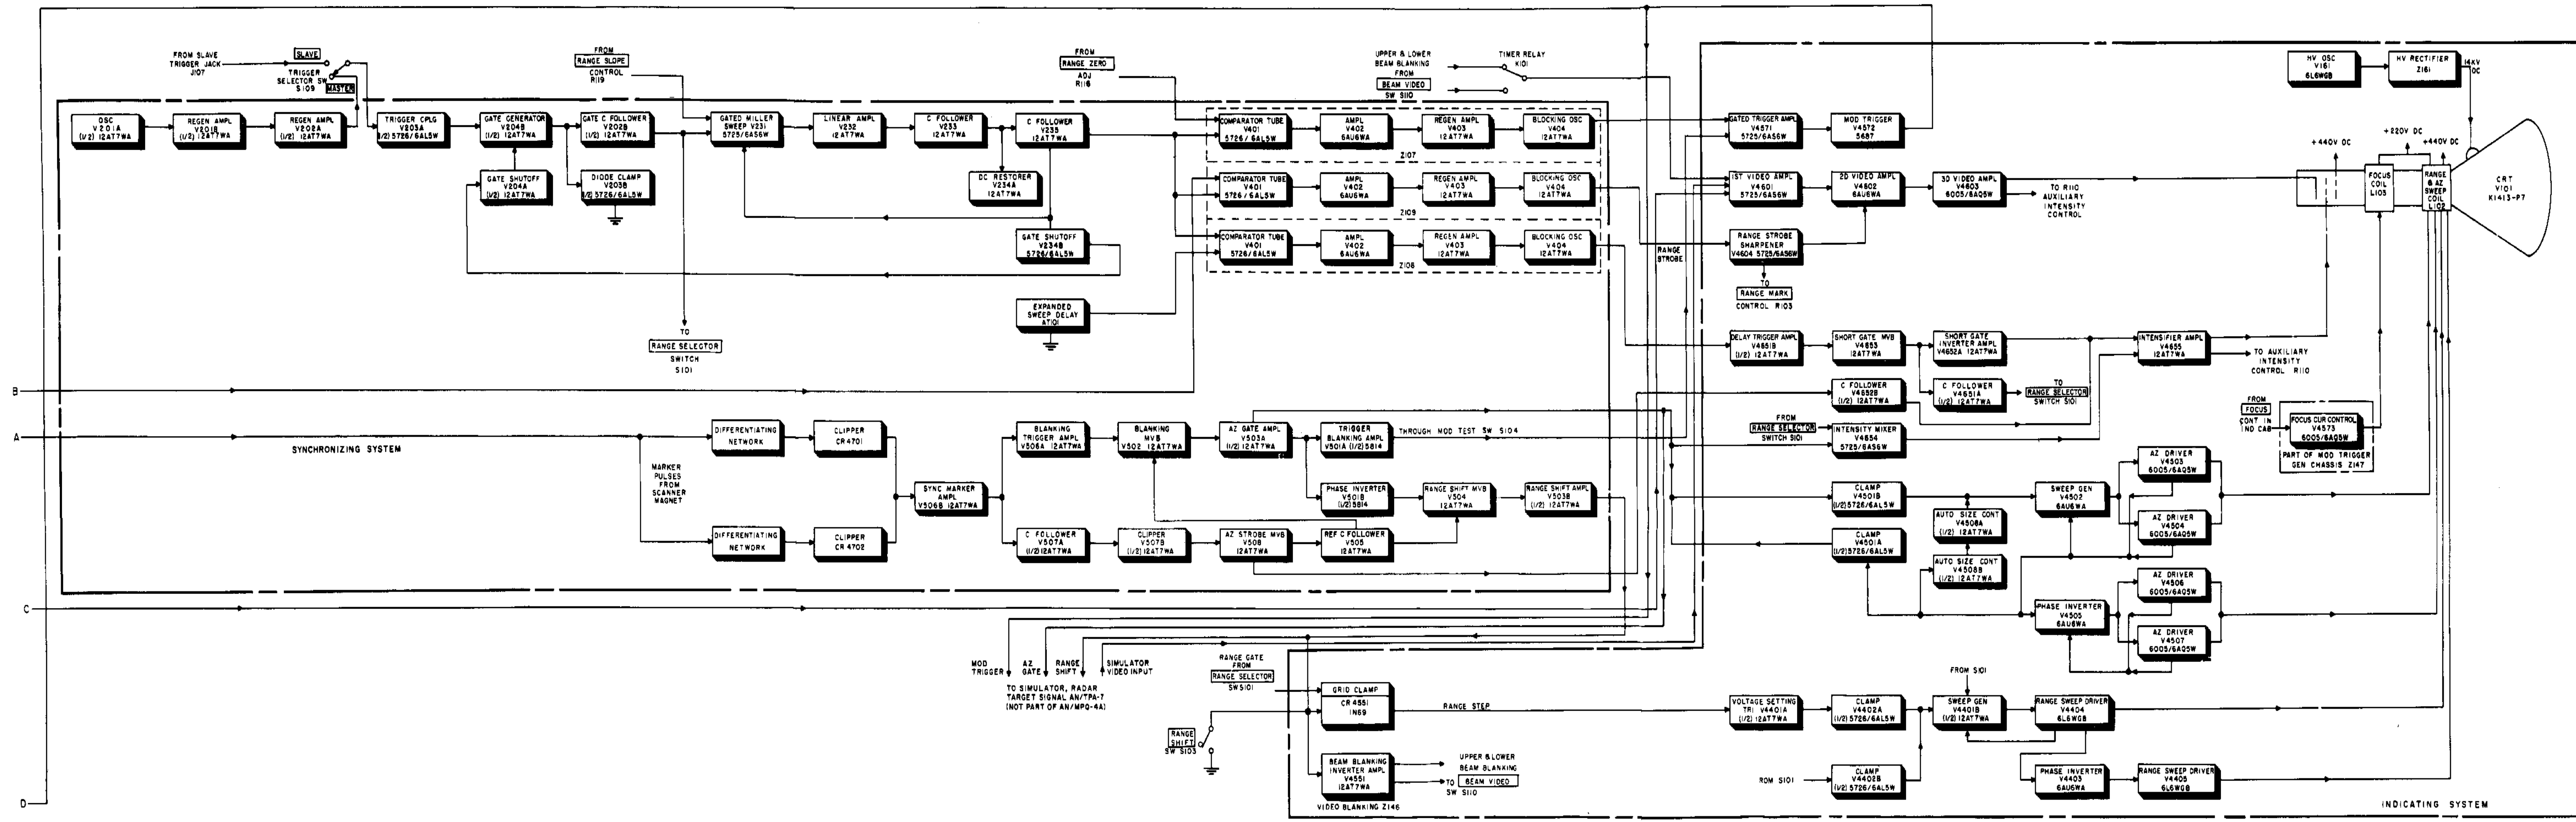 FROM SLAVE
TRIGGER JACK
J107
SLAVE
TRIGGER
SELECTOR SW
S109
MASTER
FROM
RANGE SLOPE
CONTROL
R119
FROM
RANGE ZERO
ADJ
R116
UPPER & LOWER
BEAM BLANKING
FROM
BEAM VIDEO
SW S110
TIMER RELAY
K101
HV OSC
V161
6L6WGB
HV RECTIFIER
Z161
14KV
DC
OSC
V201A
(1/2) 12AT7WA
REGEN AMPL
V201B
(1/2) 12AT7WA
REGEN AMPL
V202A
(1/2) 12AT7WA
TRIGGER CPLG
V203A
(1/2) 5726/6AL5W
GATE GENERATOR
V204B
(1/2) 12AT7WA
GATE C FOLLOWER
V202B
(1/2) 12AT7WA
GATED MILLER
SWEEP V231
5725/6AS6W
LINEAR AMPL
V232
12AT7WA
C FOLLOWER
V233
12AT7WA
C FOLLOWER
V235
12AT7WA
COMPARATOR TUBE
V401
5726/6AL5W
AMPL
V402
6AU6WA
REGEN AMPL
V403
12AT7WA
BLOCKING OSC
V404
12AT7WA
Z107
GATED TRIGGER AMPL
V4571
5725/6AS6W
MOD TRIGGER
V4572
5687
+220V DC
+440V DC
+440V DC
GATE SHUTOFF
V204A
(1/2) 12AT7WA
DIODE CLAMP
V203B
(1/2) 5726/6AL5W
DC RESTORER
V234A
12AT7WA
COMPARATOR TUBE
V401
5726/6AL5W
AMPL
V402
6AU6WA
REGEN AMPL
V403
12AT7WA
BLOCKING OSC
V404
12AT7WA
Z109
1ST VIDEO AMPL
V4601
5725/6AS6W
2D VIDEO AMPL
V4602
6AU6WA
3D VIDEO AMPL
V4603
6005/6AQ5W
TO R110
AUXILIARY
INTENSITY
CONTROL
FOCUS
COIL
L103
RANGE
& AZ
SWEEP
COIL
L102
CRT
V101
K1413-P7
GATE SHUTOFF
V234B
5726/6AL5W
COMPARATOR TUBE
V401
5726/6AL5W
AMPL
V402
6AU6WA
REGEN AMPL
V403
12AT7WA
BLOCKING OSC
V404
12AT7WA
Z108
RANGE
STROBE
RANGE STROBE
SHARPENER
V4604 5725/6AS6W
TO
RANGE MARK
CONTROL R103
EXPANDED
SWEEP DELAY
AT101
TO
RANGE SELECTOR
SWITCH
S101
DELAY TRIGGER AMPL
V4651B
(1/2) 12AT7WA
SHORT GATE MVB
V4653
12AT7WA
SHORT GATE
INVERTER AMPL
V4652A 12AT7WA
INTENSIFIER AMPL
V4655
12AT7WA
TO AUXILIARY
INTENSITY
CONTROL R110
B
C FOLLOWER
V4652B
(1/2) 12AT7WA
C FOLLOWER
V4651A
(1/2) 12AT7WA
TO
RANGE SELECTOR
SWITCH S101
A
SYNCHRONIZING SYSTEM
MARKER
PULSES
FROM
SCANNER
MAGNET
DIFFERENTIATING
NETWORK
CLIPPER
CR4701
BLANKING
TRIGGER AMPL
V506A 12AT7WA
BLANKING
MVB
V502 12AT7WA
AZ GATE AMPL
V503A
(1/2) 12AT7WA
TRIGGER
BLANKING AMPL
V501A (1/2) 5814
THROUGH MOD TEST SW S104
FROM
RANGE SELECTOR
SWITCH S101
INTENSITY MIXER
V4654
5725/6AS6W
FROM
FOCUS
CONT IN
IND CAB
FOCUS CUR CONTROL
V4573
6005/6AQ5W
PART OF MOD TRIGGER
GEN CHASSIS Z147
SYNC MARKER
AMPL
V506B 12AT7WA
PHASE INVERTER
V501B
(1/2) 5814
RANGE SHIFT MVB
V504
12AT7WA
RANGE SHIFT AMPL
V503B
(1/2) 12AT7WA
CLAMP
V4501B
(1/2) 5726/6AL5W
SWEEP GEN
V4502
6AU6WA
AZ DRIVER
V4503
6005/6AQ5W
DIFFERENTIATING
NETWORK
CLIPPER
CR 4702
C FOLLOWER
V507A
(1/2) 12AT7WA
CLIPPER
V507B
(1/2) 12AT7WA
AZ STROBE MVB
V508
12AT7WA
REF C FOLLOWER
V505
12AT7WA
CLAMP
V4501A
(1/2) 5726/6AL5W
AUTO SIZE CONT
V4508A
(1/2) 12AT7WA
AZ DRIVER
V4504
6005/6AQ5W
AUTO SIZE CONT
V4508B
(1/2) 12AT7WA
AZ DRIVER
V4506
6005/6AQ5W
C
PHASE INVERTER
V4505
6AU6WA
AZ DRIVER
V4507
6005/6AQ5W
MOD
TRIGGER
AZ
GATE
RANGE
SHIFT
SIMULATOR
VIDEO INPUT
TO SIMULATOR, RADAR
TARGET SIGNAL AN/TPA-7
(NOT PART OF AN/MPQ-4A)
RANGE GATE
FROM
RANGE SELECTOR
SW S101
GRID CLAMP
CR 4551
IN69
RANGE STEP
VOLTAGE SETTING
TRI V4401A
(1/2) 12AT7WA
CLAMP
V4402A
(1/2) 5726/6AL5W
FROM S101
SWEEP GEN
V4401B
(1/2) 12AT7WA
RANGE SWEEP DRIVER
V4404
6L6WGB
RANGE
SHIFT
SW S103
BEAM BLANKING
INVERTER AMPL
V4551
12AT7WA
VIDEO BLANKING Z146
UPPER & LOWER
BEAM BLANKING
TO
BEAM VIDEO
SW S110
ROM S101
CLAMP
V4402B
(1/2) 5726/6AL5W
PHASE INVERTER
V4403
6AU6WA
RANGE SWEEP DRIVER
V4405
6L6WGB
D
INDICATING SYSTEM